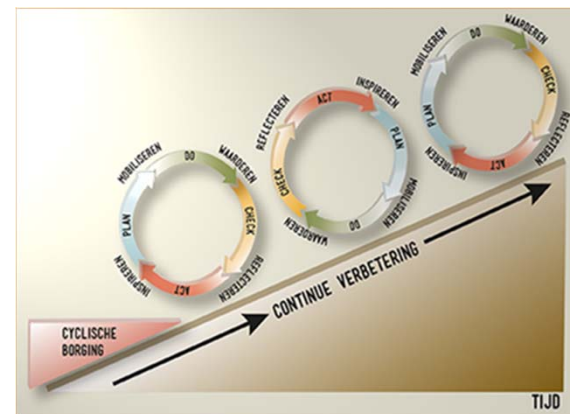 MOBILISEREN
DO
WAARDEREN
CHECK
REFLECTEREN
ACT
INSPIREREN
PLAN
REFLECTEREN
ACT
INSPIREREN
PLAN
MOBILISEREN
DO
WAARDEREN
CHECK
MOBILISEREN
DO
WAARDEREN
CHECK
REFLECTEREN
ACT
INSPIREREN
PLAN
CYCLISCHE
BORGING
CONTINUE VERBETERING
TIJD